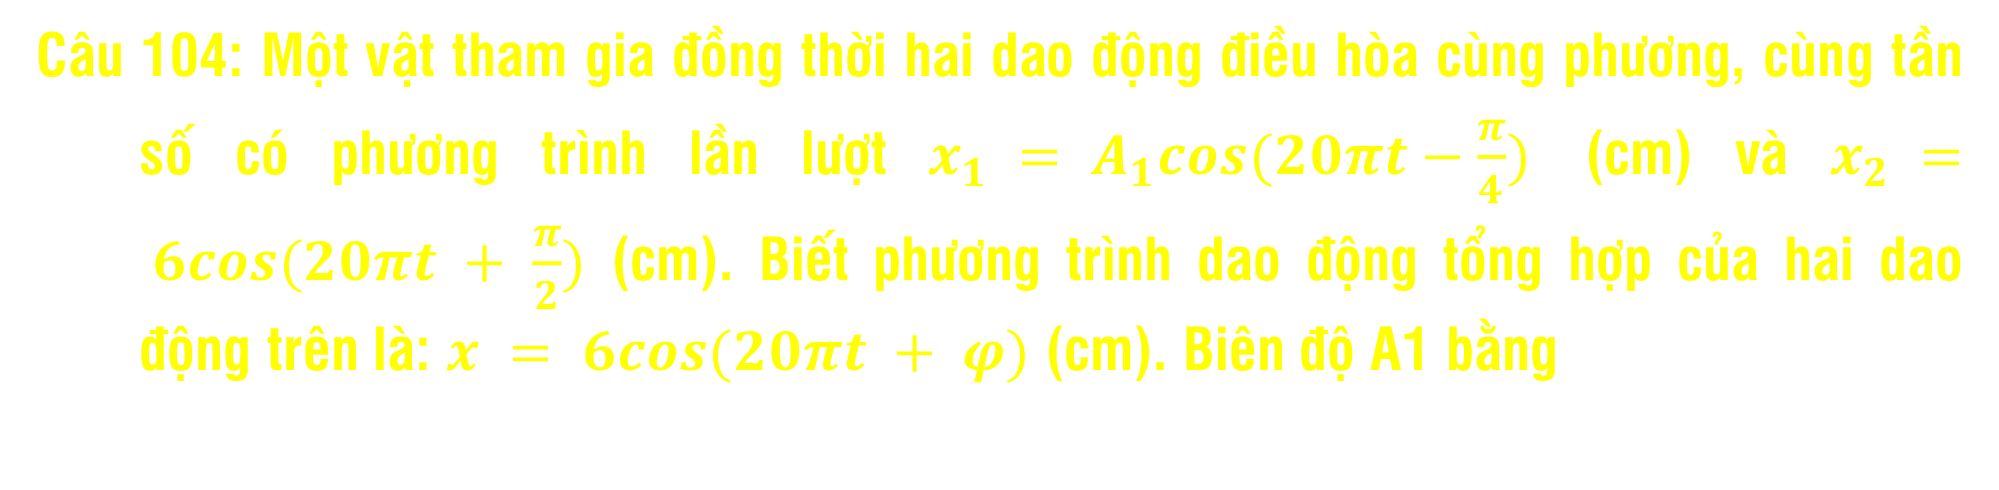 Câu 104: Một vật tham gia đồng thời hai dao động điều hòa cùng phương, cùng tần
số có phương trình lần lượt x₁ = A₁cos(20πt − π/4) (cm) và x₂ =
6cos(20πt + π/2) (cm). Biết phương trình dao động tổng hợp của hai dao
động trên là: x = 6cos(20πt + φ) (cm). Biên độ A1 bằng